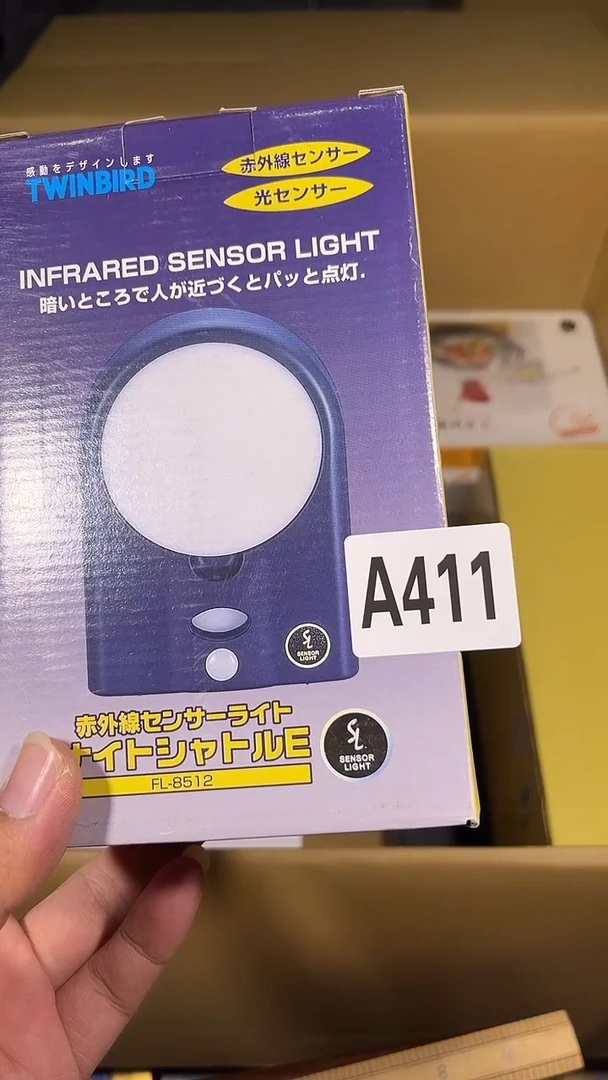 感動をデザインします
TWINBIRD
赤外線センサー
光センサー
INFRARED SENSOR LIGHT
暗いところで人が近づくとパッと点灯.
A411
SL
SENSOR
LIGHT
赤外線センサーライト
ナイトシャトルE
FL-8512
SL
SENSOR
LIGHT